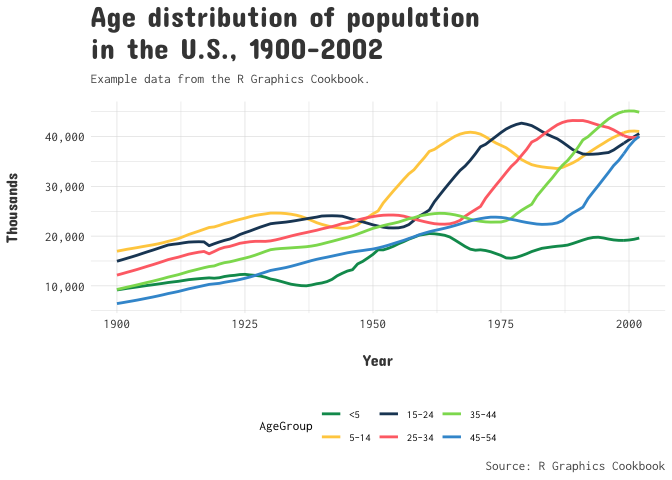 Age distribution of population
in the U.S., 1900-2002
Example data from the R Graphics Cookbook.
Thousands
40,000
30,000
20,000
10,000
1900 1925 1950 1975 2000
Year
AgeGroup
<5 15-24 35-44
5-14 25-34 45-54
Source: R Graphics Cookbook